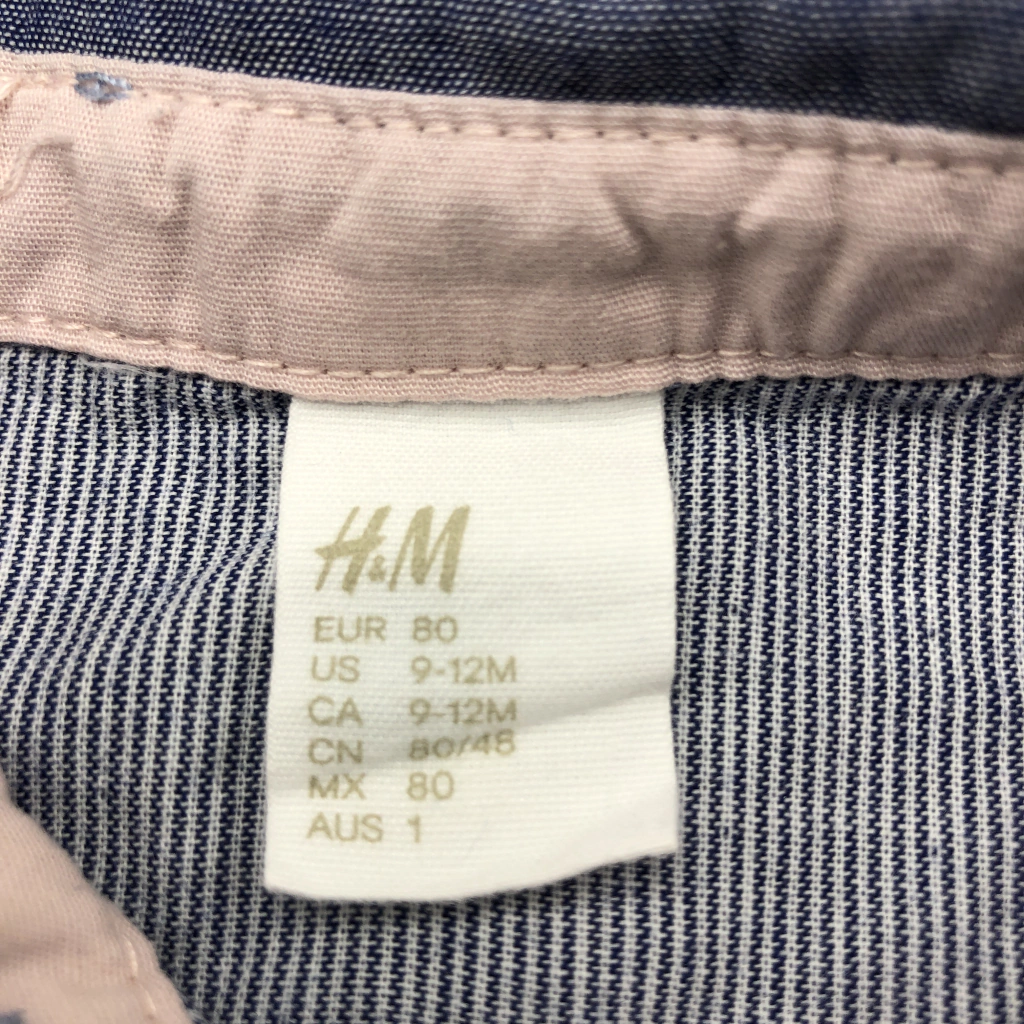 H&M
EUR 80
US 9-12M
CA 9-12M
CN 80/48
MX 80
AUS 1